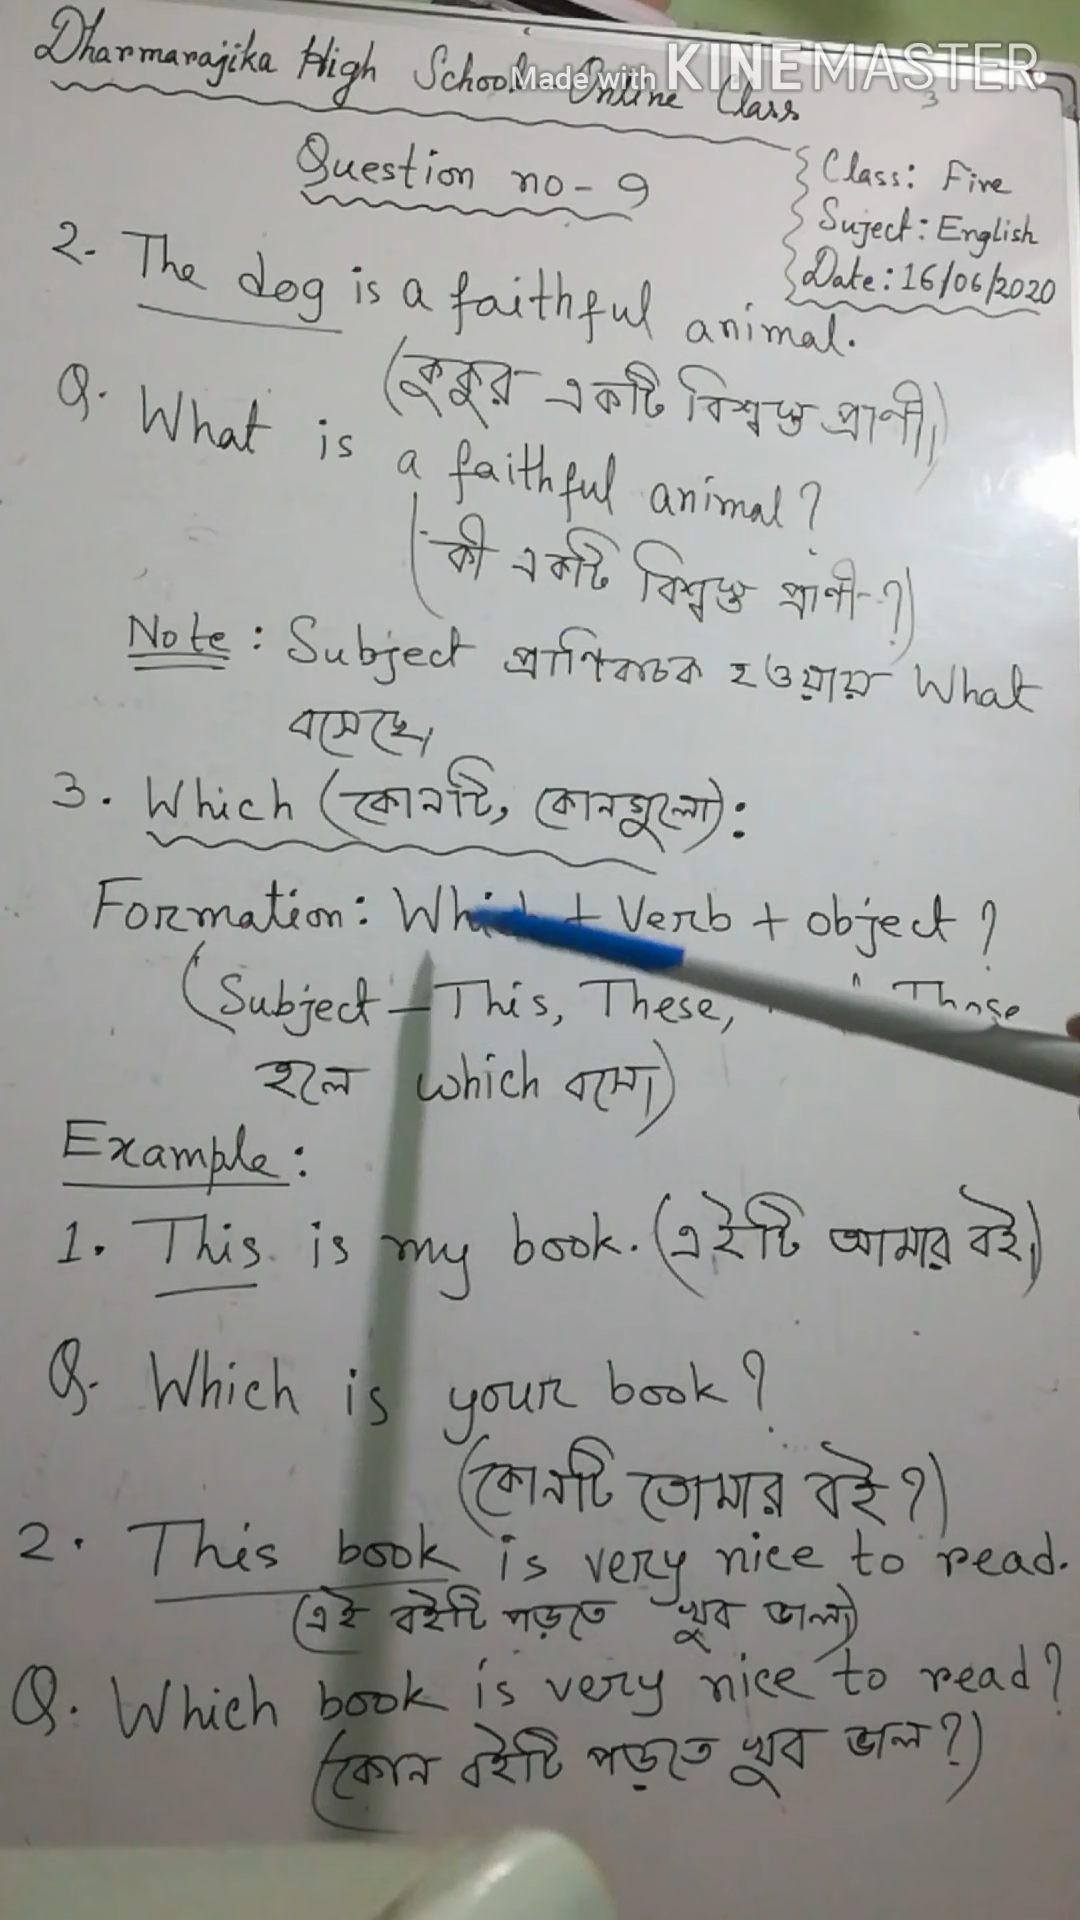 Dharmarajika High School Online Class
Made with KINEMASTER
3
Question no - 9
Class: Five
Suject: English
Date: 16/06/2020
2. The dog is a faithful animal.
(কুকুর একটি বিশ্বস্ত প্রাণী।)
Q. What is a faithful animal?
(কী একটি বিশ্বস্ত প্রাণী?)
Note: Subject প্রাণিবাচক হওয়ায় What
বসেছে।
3. Which (কোনটি, কোনগুলো):
Formation: Which + Verb + object?
(Subject - This, These, Those
হলে which বসে।)
Example:
1. This is my book. (এইটি আমার বই।)
Q. Which is your book?
(কোনটি তোমার বই?)
2. This book is very nice to read.
(এই বইটি পড়তে খুব ভাল)
Q. Which book is very nice to read?
(কোন বইটি পড়তে খুব ভাল?)